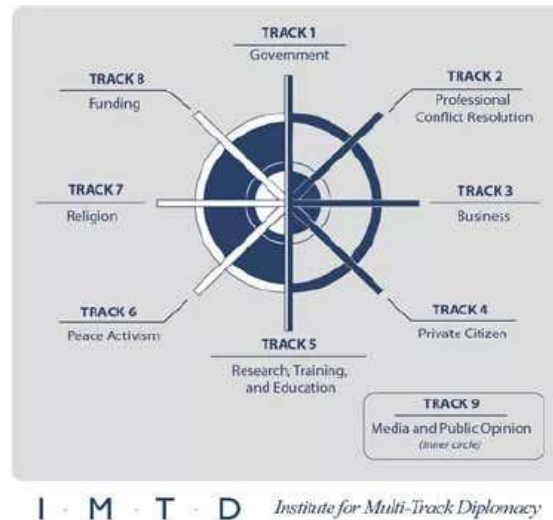 TRACK 1
Government
TRACK 8
Funding
TRACK 2
Professional
Conflict Resolution
TRACK 7
Religion
TRACK 3
Business
TRACK 6
Peace Activism
TRACK 4
Private Citizen
TRACK 5
Research, Training,
and Education
TRACK 9
Media and Public Opinion
(Inner circle)
I · M · T · D Institute for Multi-Track Diplomacy